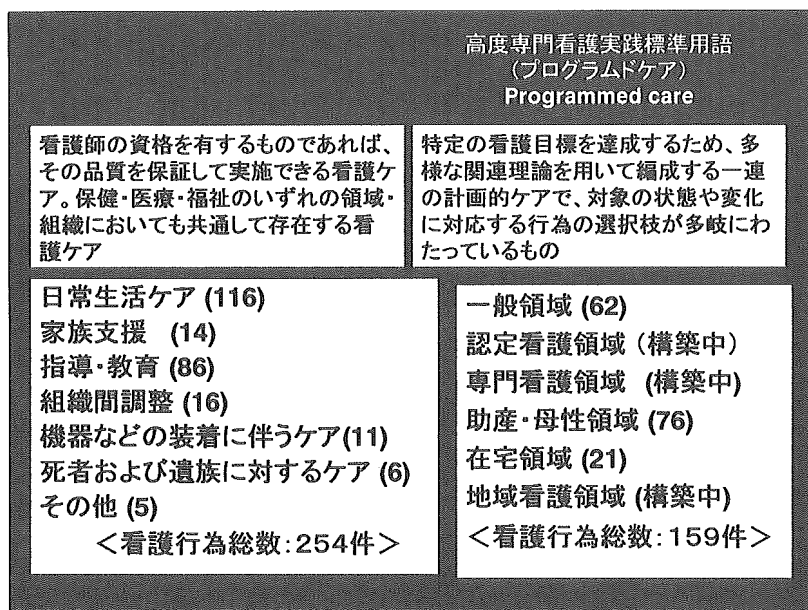 高度専門看護実践標準用語
(プログラムドケア)
Programmed care
看護師の資格を有するものであれば、
その品質を保証して実施できる看護ケ
ア。保健・医療・福祉のいずれの領域・
組織においても共通して存在する看
護ケア
特定の看護目標を達成するため、多
様な関連理論を用いて編成する一連
の計画的ケアで、対象の状態や変化
に対応する行為の選択枝が多岐にわ
たっているもの
日常生活ケア (116)
家族支援 (14)
指導・教育 (86)
組織間調整 (16)
機器などの装着に伴うケア(11)
死者および遺族に対するケア (6)
その他 (5)
<看護行為総数:254件>
一般領域 (62)
認定看護領域 (構築中)
専門看護領域 (構築中)
助産・母性領域 (76)
在宅領域 (21)
地域看護領域 (構築中)
<看護行為総数:159件>